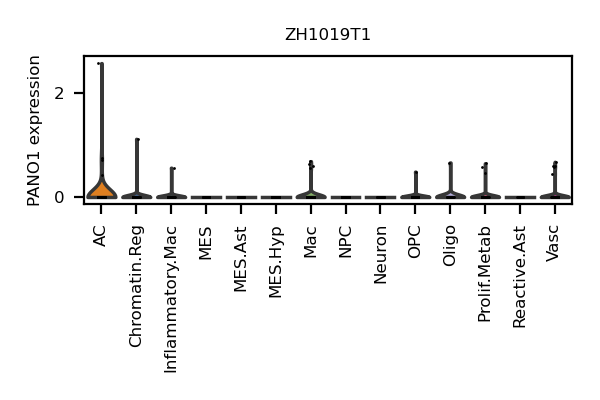 ZH1019T1
PANO1 expression
2
0
AC
Chromatin.Reg
Inflammatory.Mac
MES
MES.Ast
MES.Hyp
Mac
NPC
Neuron
OPC
Oligo
Prolif.Metab
Reactive.Ast
Vasc